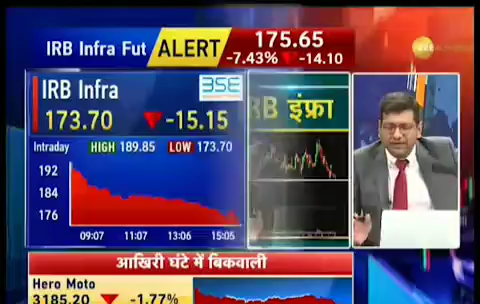 IRB Infra Fut ALERT 175.65
-7.43% -14.10
IRB Infra BSE
173.70 -15.15
Intraday HIGH 189.85 LOW 173.70
192
184
176
09:07 11:07 13:06 15:05
RB इंफ्रा
आखिरी घंटे में बिकवाली
Hero Moto
3185.20 -1.77%